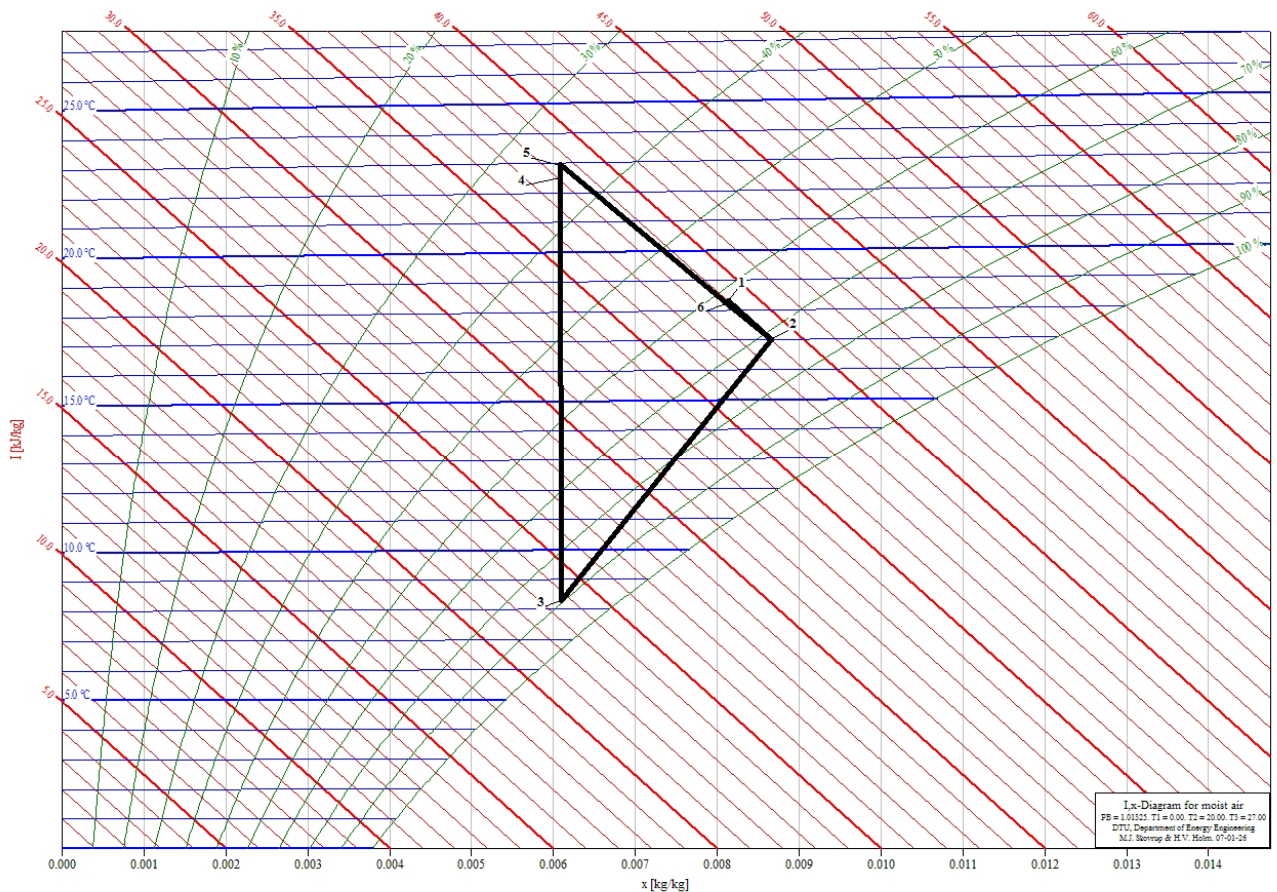 30.0 35.0 40.0 45.0 50.0 55.0 60.0
10 % 20 % 30 % 40 % 50 % 60 %
70 %
25.0 25.0 °C
80 %
5
4
90 %
20.0 20.0 °C 100 %
1
6
2
15.0 15.0 °C
I [kJ/kg]
10.0 10.0 °C
3
5.0 5.0 °C
I,x-Diagram for moist air
PB = 1.01325. T1 = 0.00. T2 = 20.00. T3 = 27.00
DTU, Department of Energy Engineering
M.J. Skovrup & H.V. Holm. 07-01-26
0.000 0.001 0.002 0.003 0.004 0.005 0.006 0.007 0.008 0.009 0.010 0.011 0.012 0.013 0.014
x [kg/kg]